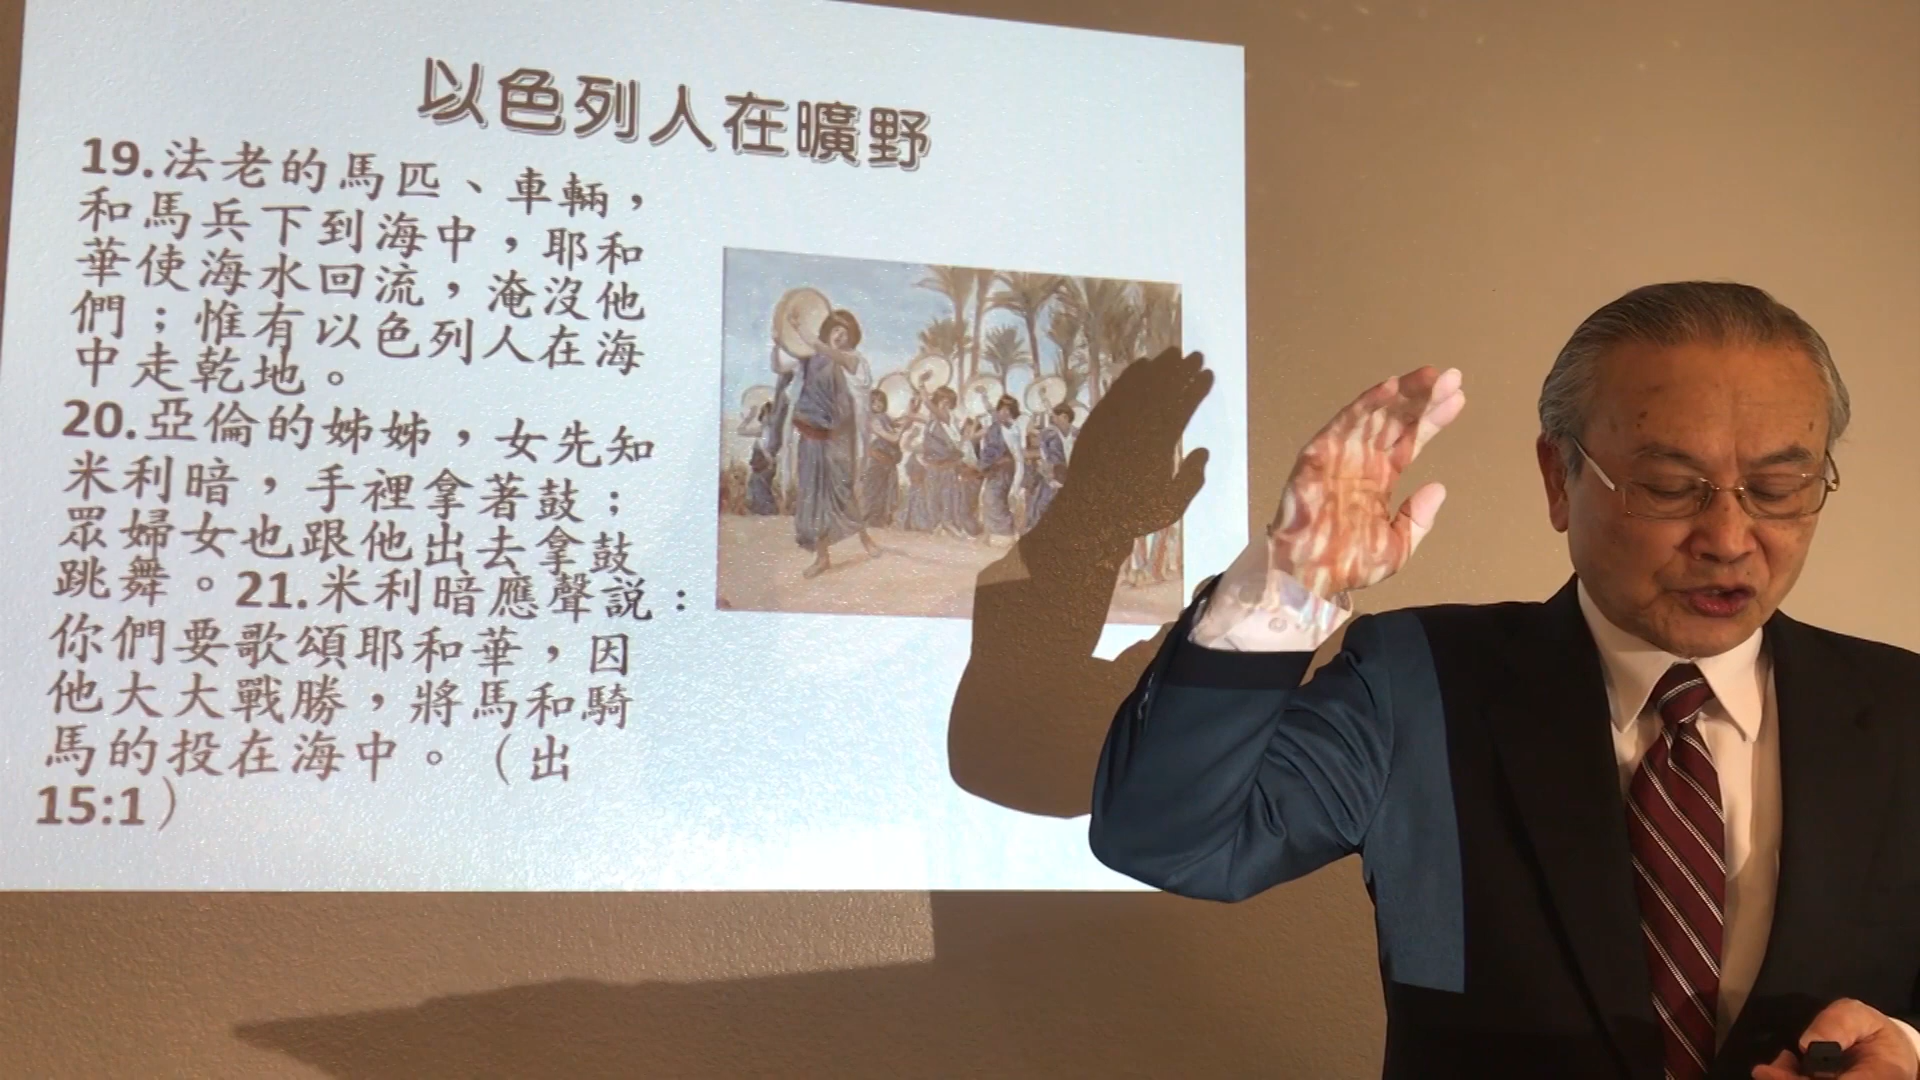 以色列人在曠野
19.法老的馬匹、車輛，
和馬兵下到海中，耶和
華使海水回流，淹沒他
們；惟有以色列人在海
中走乾地。
20.亞倫的姊姊，女先知
米利暗，手裡拿著鼓；
眾婦女也跟他出去拿鼓
跳舞。21.米利暗應聲説：
你們要歌頌耶和華，因
他大大戰勝，將馬和騎
馬的投在海中。（出
15:1）